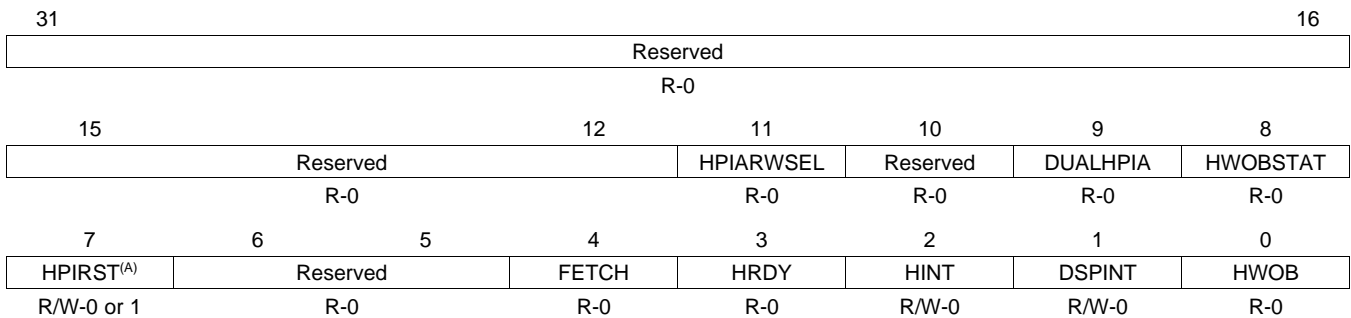 31 16
Reserved
R-0
15 12 11 10 9 8
Reserved HPIARWSEL Reserved DUALHPIA HWOBSTAT
R-0 R-0 R-0 R-0 R-0
7 6 5 4 3 2 1 0
HPIRST(A) Reserved FETCH HRDY HINT DSPINT HWOB
R/W-0 or 1 R-0 R-0 R-0 R/W-0 R/W-0 R-0